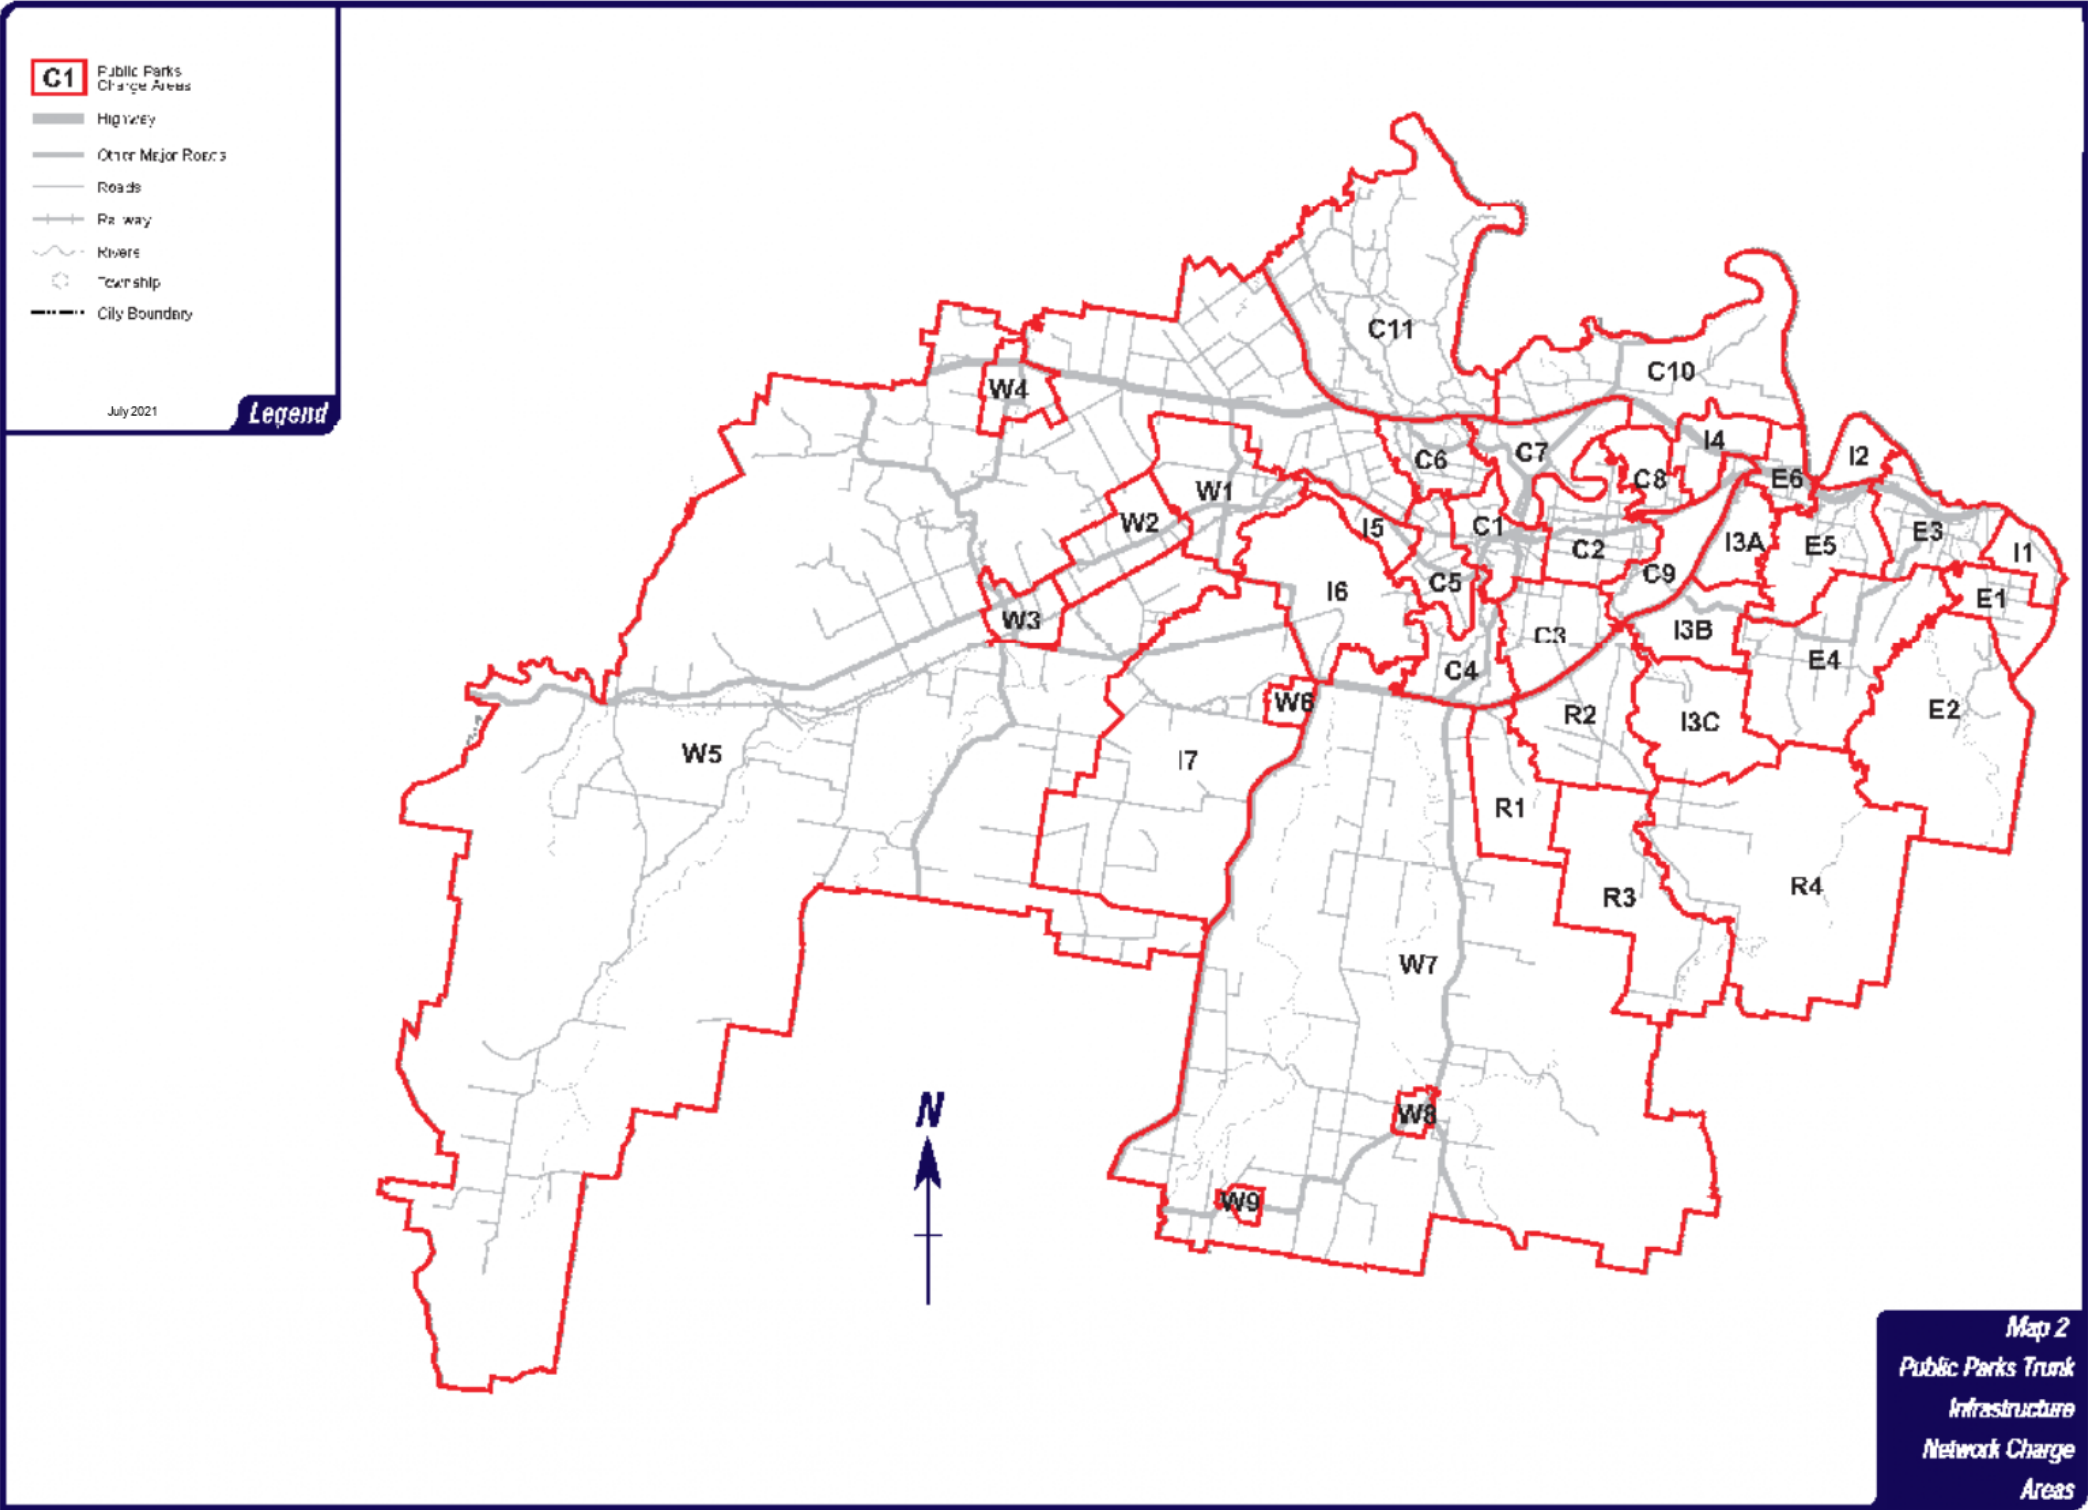 C1
Public Parks
Charge Areas
Highway
Other Major Roads
Roads
Railway
Rivers
Township
City Boundary
July 2021
Legend
C11
C10
W4
I4
I2
C7
C6
C8
E6
W1
W2
I5
C1
C2
I3A
E5
E3
I1
C9
C5
I6
E1
W3
C3
I3B
C4
E4
W6
R2
I3C
E2
W5
I7
R1
R3
R4
W7
W8
W9
N
Map 2
Public Parks Trunk
Infrastructure
Network Charge
Areas